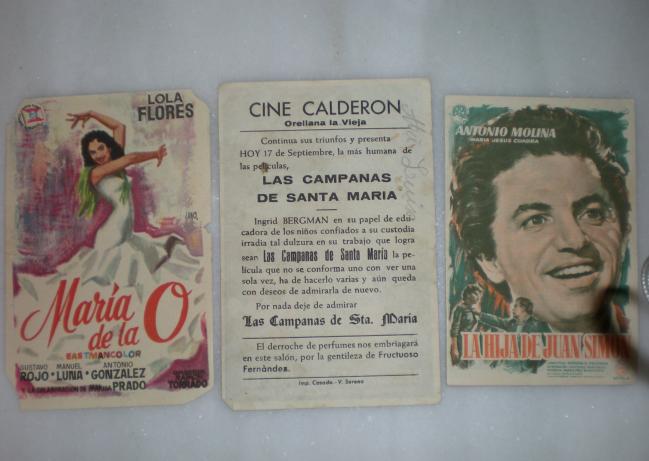 LOLA
FLORES
JANO
María
de la O
EASTMANCOLOR
GUSTAVO MANUEL ANTONIO
ROJO · LUNA · GONZALEZ
Y LA COLABORACION DE PRADO
TORRADO
CINE CALDERON
Orellana la Vieja
Continua sus triunfos y presenta
HOY 17 de Septiembre, la más humana de
las películas,
LAS CAMPANAS
DE SANTA MARIA
Ingrid BERGMAN en su papel de edu-
cadora de los niños confiados a su custodia
irradia tal dulzura en su trabajo que logra
sean Las Campanas de Santa María la pe-
lícula que no se conforma uno con ver una
sola vez, ha de hacerlo varias y aún queda
con deseos de admirarla de nuevo.
Por nada deje de admirar
Las Campanas de Sta. María
El derroche de perfumes nos embriagará
en este salón, por la gentileza de Fructuoso
Fernández.
Imp. Casado.-V. Serena
ANTONIO MOLINA
MARIA JESUS CUADRA
LA HIJA DE JUAN SIMON